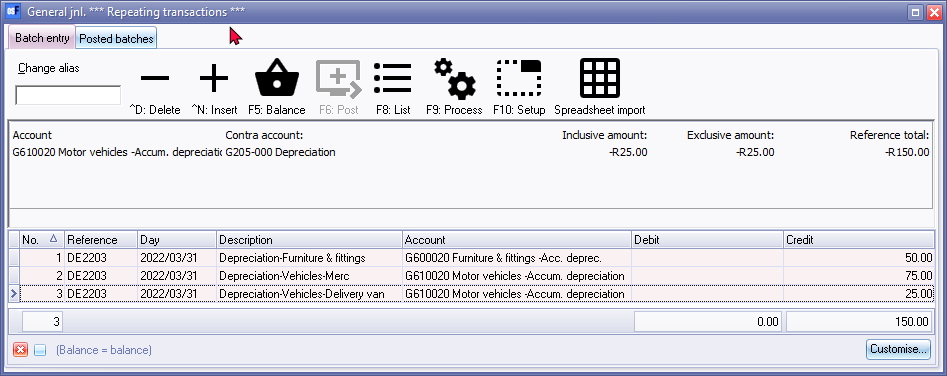 General jnl. *** Repeating transactions ***
Batch entry Posted batches
Change alias
^D: Delete ^N: Insert F5: Balance F6: Post F8: List F9: Process F10: Setup Spreadsheet import
Account Contra account: Inclusive amount: Exclusive amount: Reference total:
G610020 Motor vehicles -Accum. depreciatic G205-000 Depreciation -R25.00 -R25.00 -R150.00
No. Reference Day Description Account Debit Credit
1 DE2203 2022/03/31 Depreciation-Furniture & fittings G600020 Furniture & fittings -Acc. deprec. 50.00
2 DE2203 2022/03/31 Depreciation-Vehicles-Merc G610020 Motor vehicles -Accum. depreciation 75.00
3 DE2203 2022/03/31 Depreciation-Vehicles-Delivery van G610020 Motor vehicles -Accum. depreciation 25.00
3 0.00 150.00
(Balance = balance) Customise...